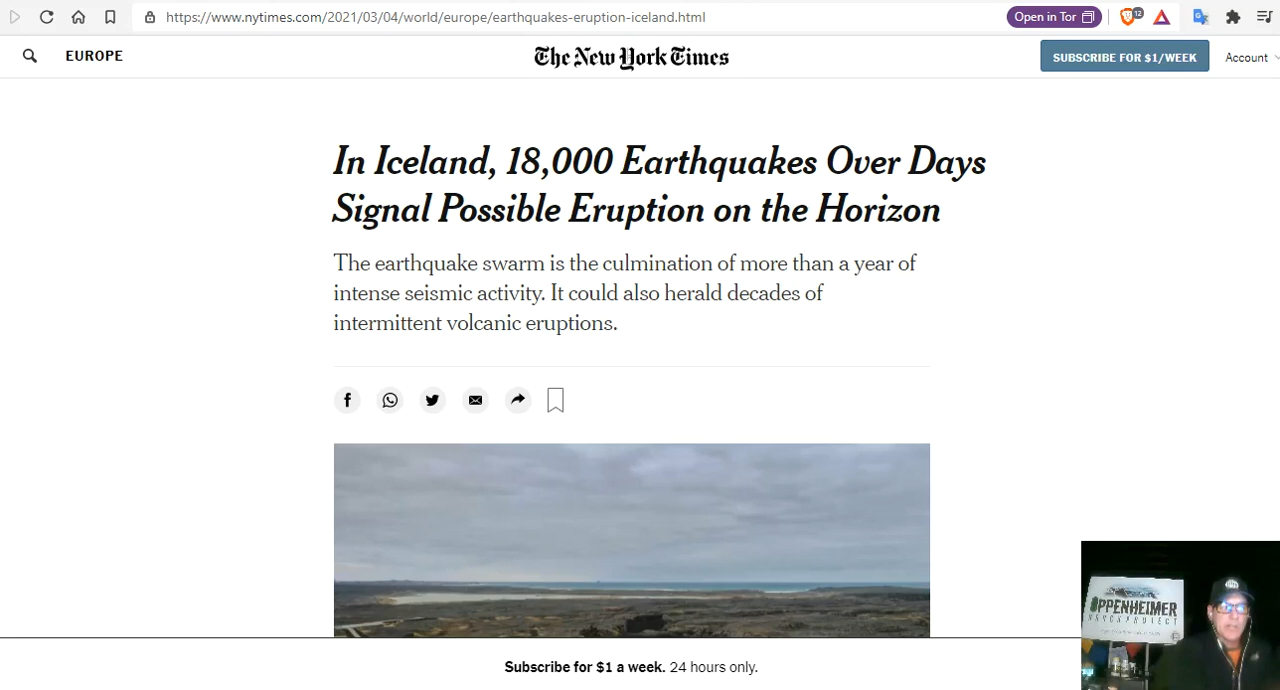 https://www.nytimes.com/2021/03/04/world/europe/earthquakes-eruption-iceland.html
Open in Tor
12
EUROPE
The New York Times
SUBSCRIBE FOR $1/WEEK
Account
In Iceland, 18,000 Earthquakes Over Days
Signal Possible Eruption on the Horizon
The earthquake swarm is the culmination of more than a year of
intense seismic activity. It could also herald decades of
intermittent volcanic eruptions.
OPPENHEIMER
PROJECT
Subscribe for $1 a week. 24 hours only.